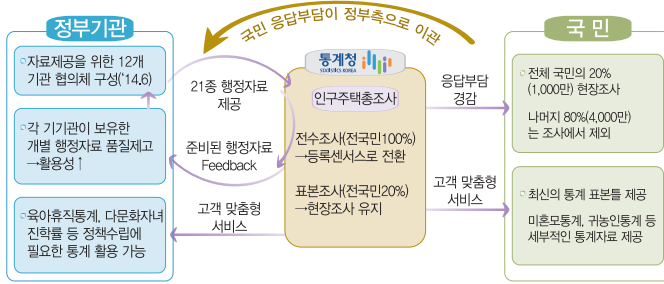 국민 응답부담이 정부측으로 이관
정부기관
자료제공을 위한 12개
기관 협의체 구성('14.6)
각 기기관이 보유한
개별 행정자료 품질제고
→활용성↑
육아휴직통계, 다문화자녀
진학률 등 정책수립에
필요한 통계 활용 가능
21종 행정자료
제공
준비된 행정자료
Feedback
고객 맞춤형
서비스
통계청
STATISTICS KOREA
인구주택총조사
전수조사(전국민100%)
→등록센서스로 전환
표본조사(전국민20%)
→현장조사 유지
응답부담
경감
고객 맞춤형
서비스
국 민
전체 국민의 20%
(1,000만) 현장조사
나머지 80%(4,000만)
는 조사에서 제외
최신의 통계 표본틀 제공
미혼모통계, 귀농인통계 등
세부적인 통계자료 제공